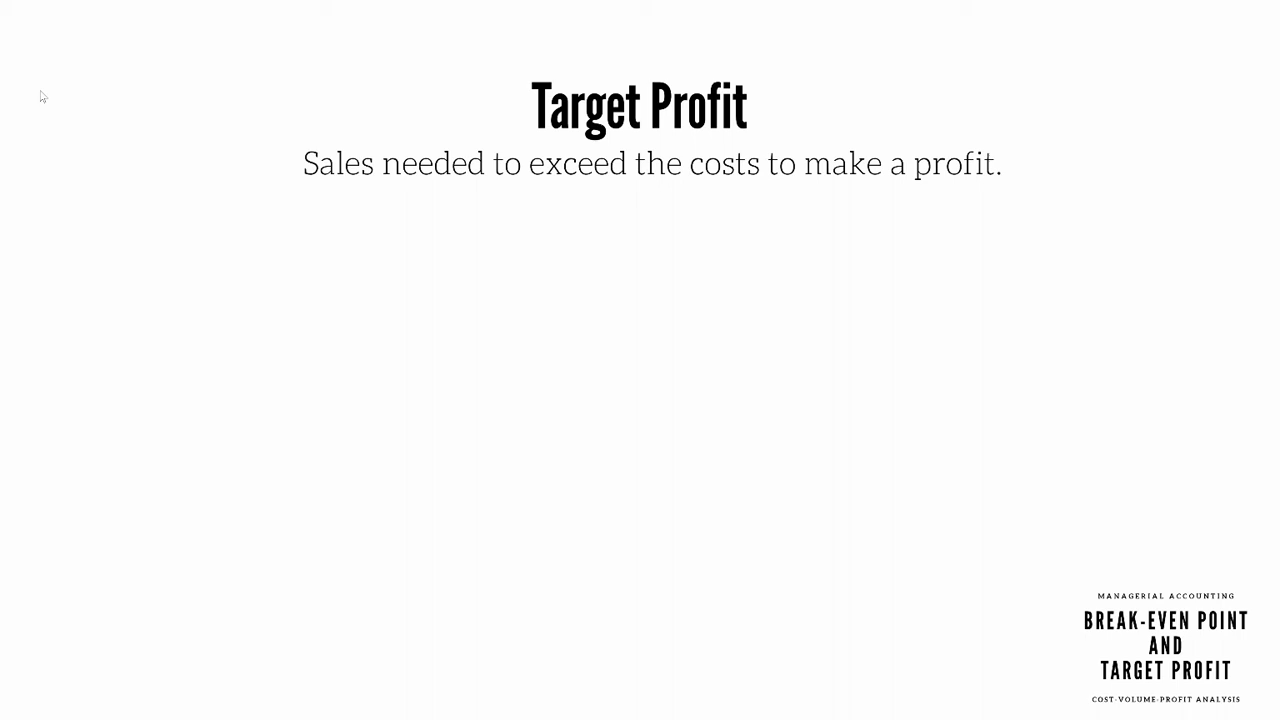 Target Profit
Sales needed to exceed the costs to make a profit.
MANAGERIAL ACCOUNTING
BREAK-EVEN POINT
AND
TARGET PROFIT
COST-VOLUME-PROFIT ANALYSIS